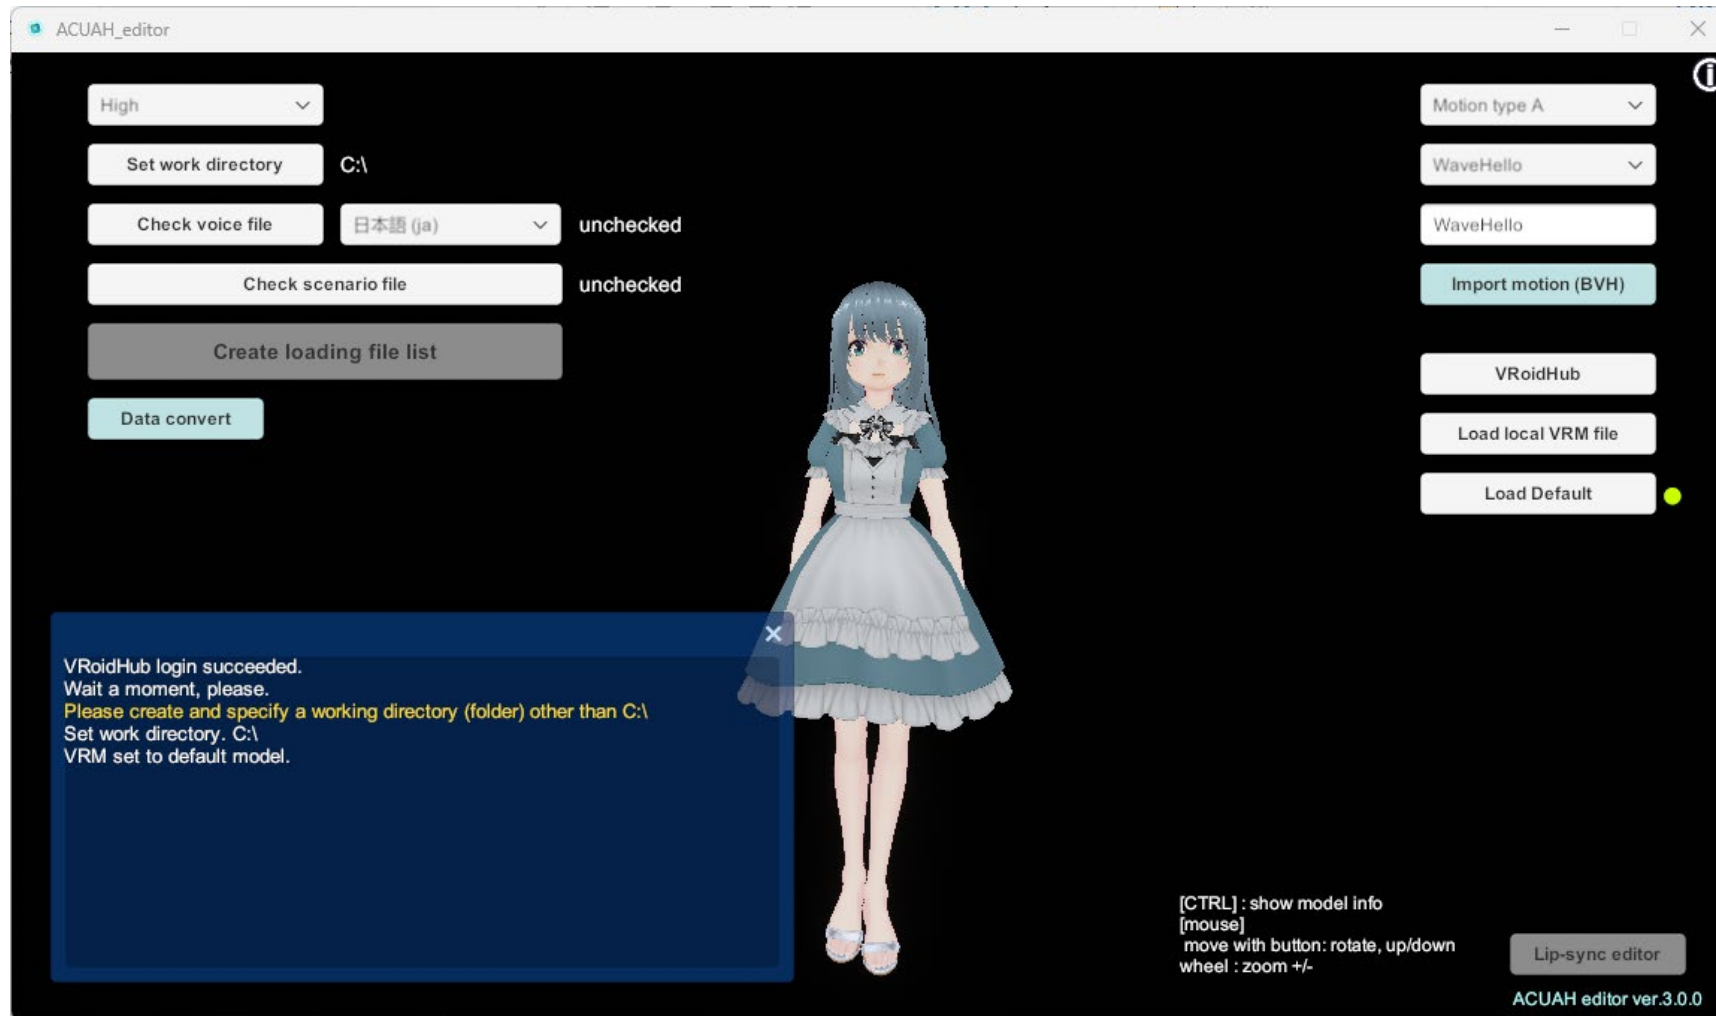 ACUAH_editor
High
Set work directory C:\
Check voice file 日本語 (ja) unchecked
Check scenario file unchecked
Create loading file list
Data convert
Motion type A
WaveHello
WaveHello
Import motion (BVH)
VRoidHub
Load local VRM file
Load Default
VRoidHub login succeeded.
Wait a moment, please.
Please create and specify a working directory (folder) other than C:\
Set work directory. C:\
VRM set to default model.
[CTRL] : show model info
[mouse]
move with button: rotate, up/down
wheel : zoom +/-
Lip-sync editor
ACUAH editor ver.3.0.0